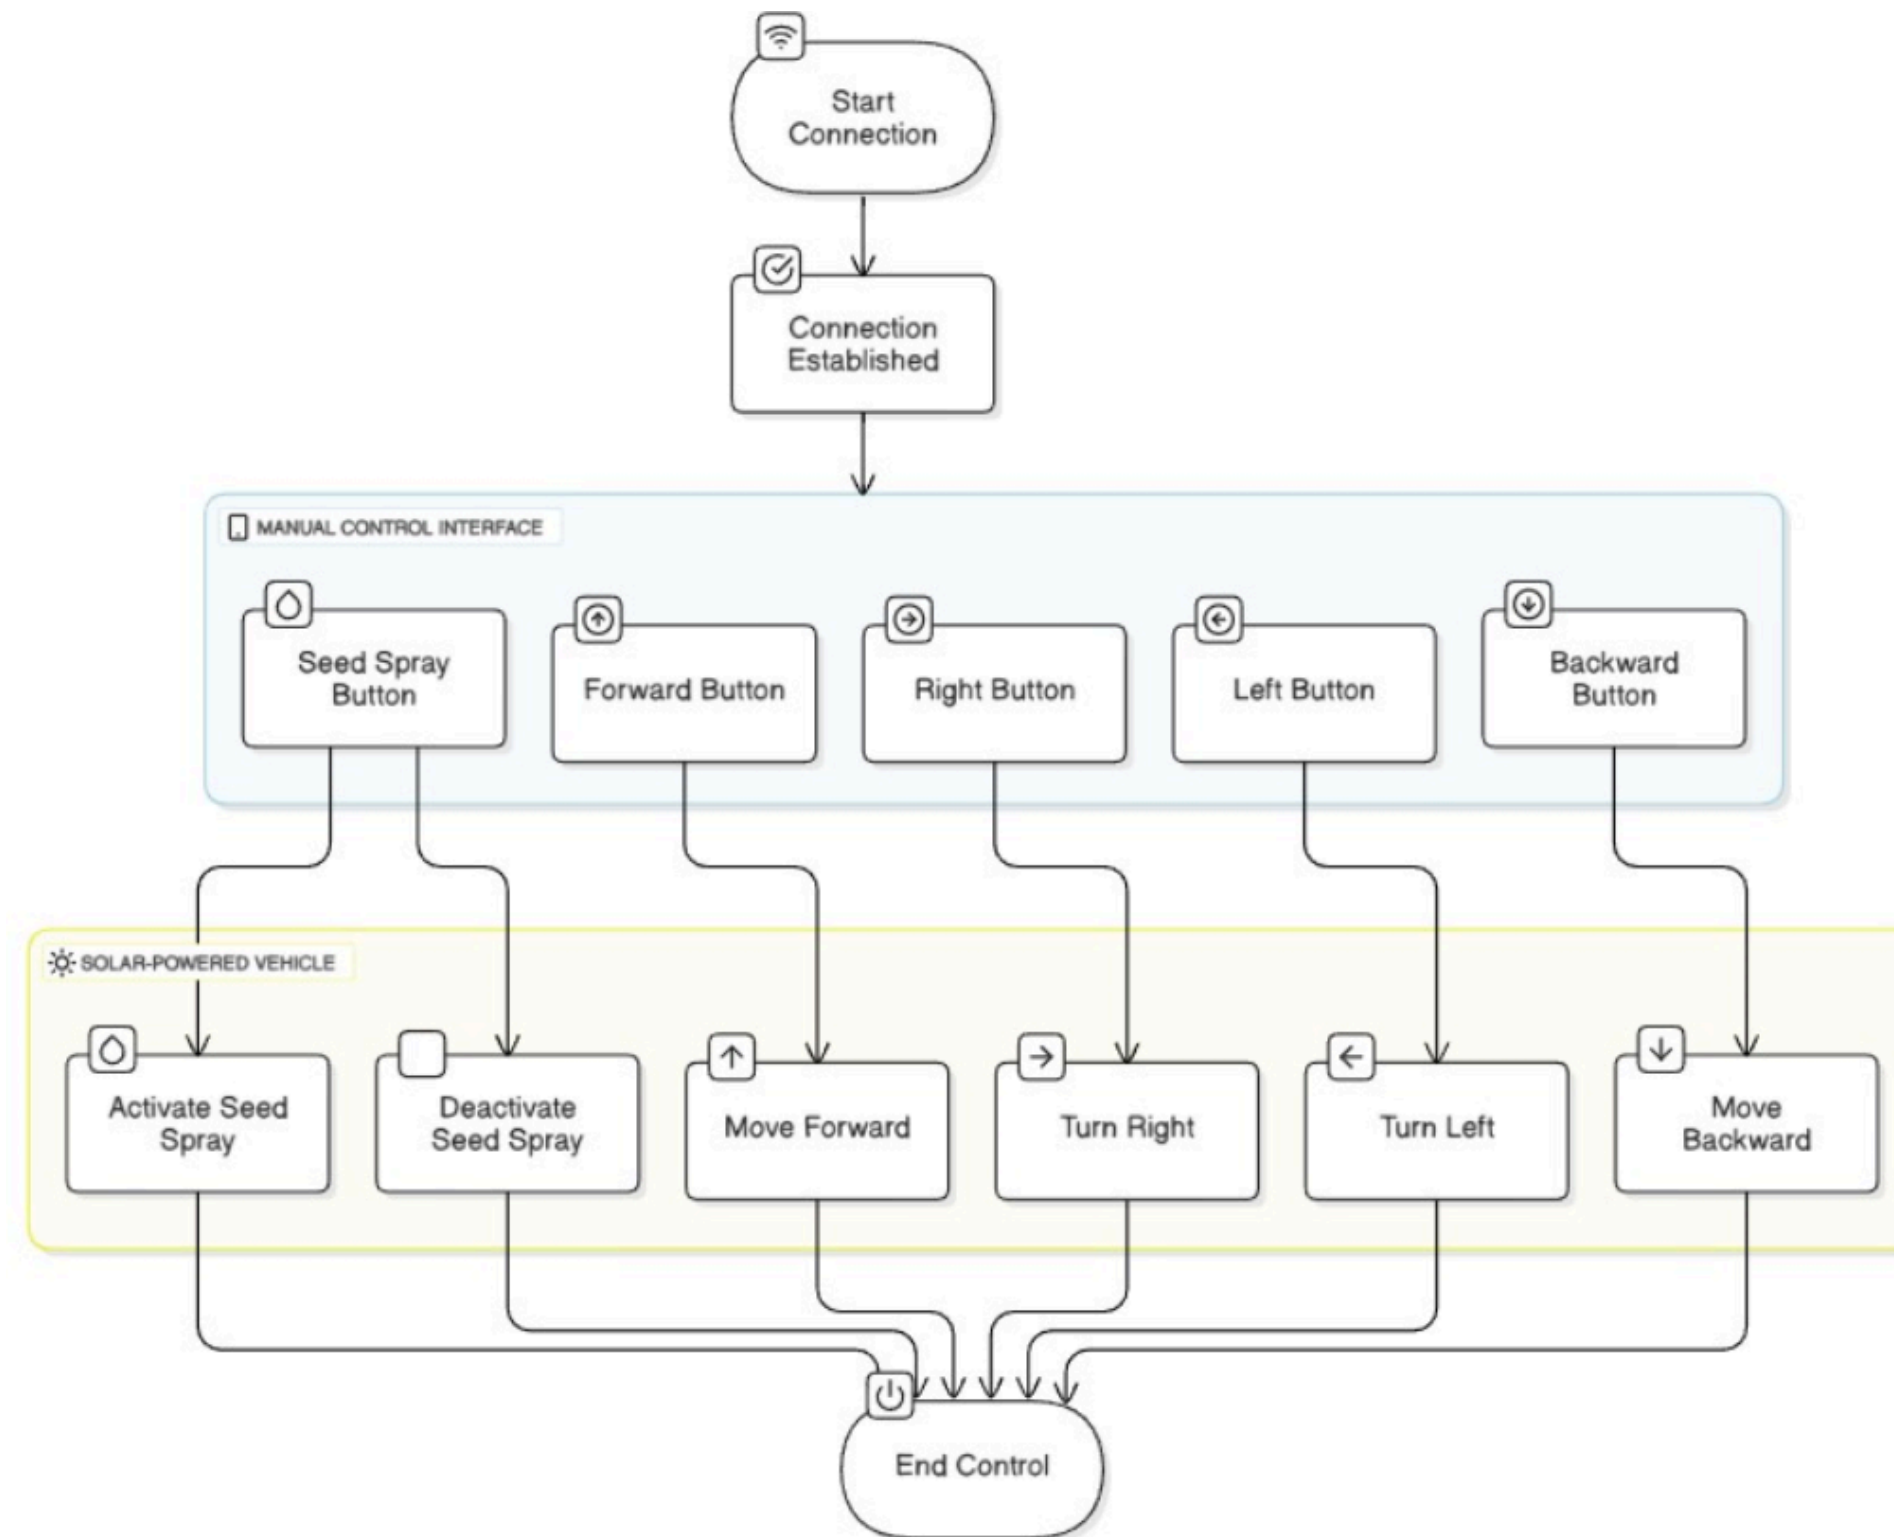 Start
Connection
Connection
Established
MANUAL CONTROL INTERFACE
Seed Spray
Button
Forward Button
Right Button
Left Button
Backward
Button
SOLAR-POWERED VEHICLE
Activate Seed
Spray
Deactivate
Seed Spray
Move Forward
Turn Right
Turn Left
Move
Backward
End Control